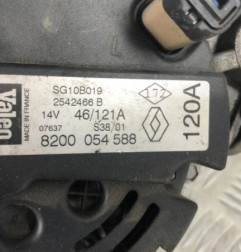 Valeo
MADE IN FRANCE
SG10B019
2542466 B
14V 46/121A
07637 S38/01
8200 054 588
172
120A